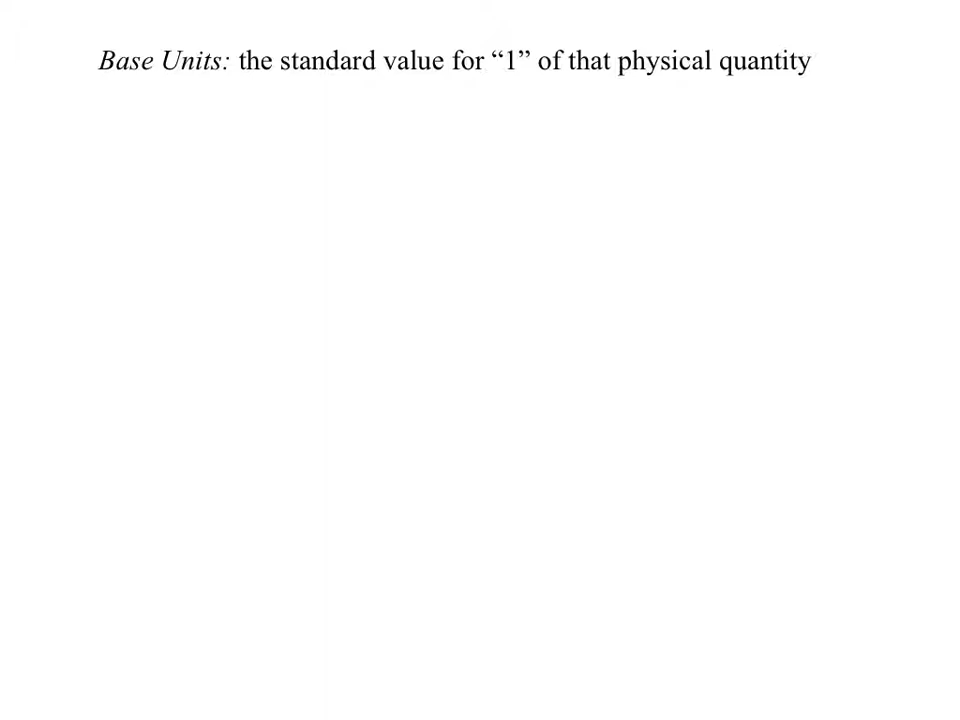 Base Units: the standard value for “1” of that physical quantity